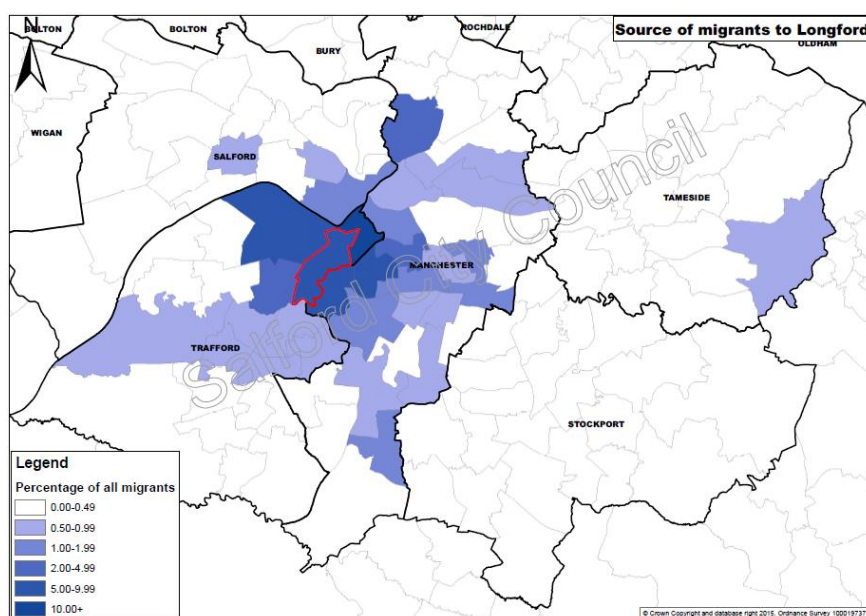 BOLTON
BOLTON
BURY
ROCHDALE
OLDHAM
Source of migrants to Longford
N
WIGAN
SALFORD
TAMESIDE
MANCHESTER
TRAFFORD
STOCKPORT
Salford City Council
Legend
Percentage of all migrants
0.00-0.49
0.50-0.99
1.00-1.99
2.00-4.99
5.00-9.99
10.00+
© Crown Copyright and database right 2015. Ordnance Survey 100019737